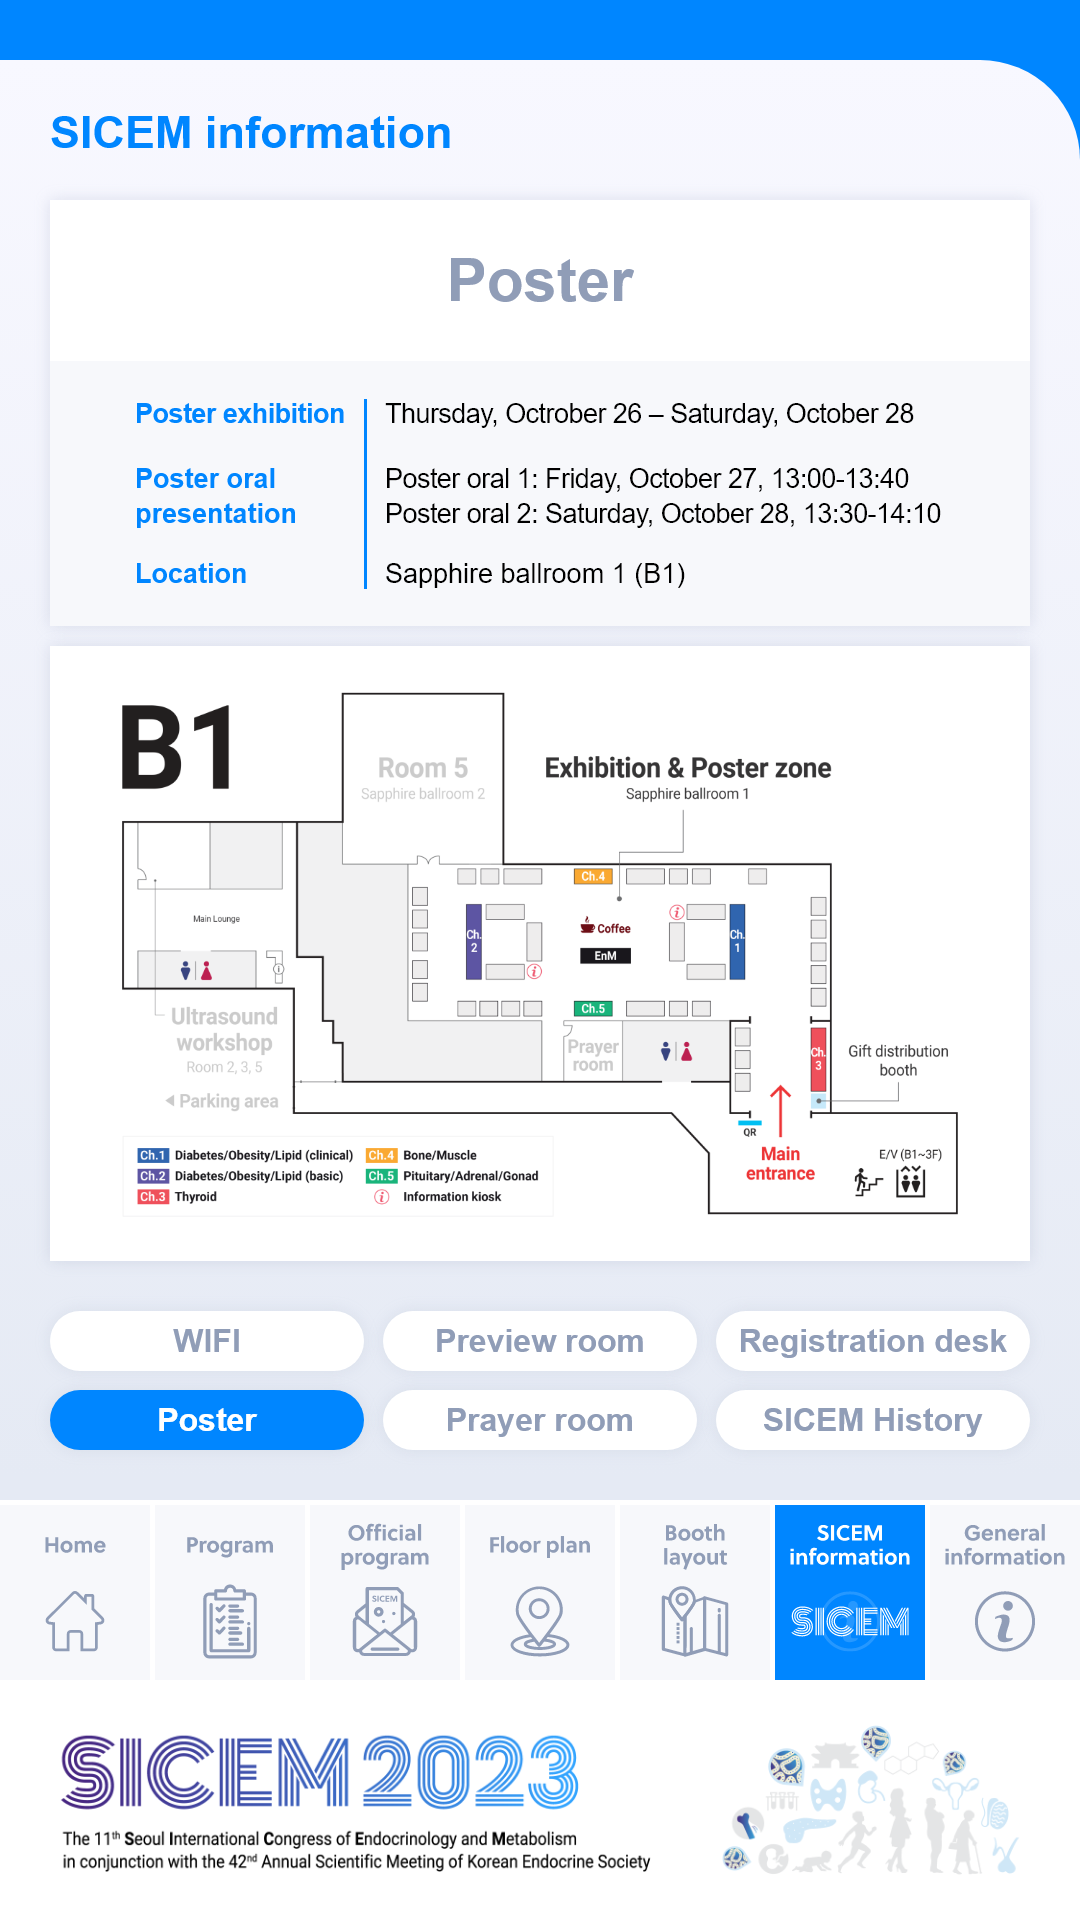 SICEM information
Poster
Poster exhibition
Thursday, Octrober 26 – Saturday, October 28
Poster oral
presentation
Poster oral 1: Friday, October 27, 13:00-13:40
Poster oral 2: Saturday, October 28, 13:30-14:10
Location
Sapphire ballroom 1 (B1)
B1
Room 5
Sapphire ballroom 2
Exhibition & Poster zone
Sapphire ballroom 1
Main Lounge
Ch.4
Ch.
2
Coffee
EnM
Ch.
1
Ch.5
Ultrasound
workshop
Room 2, 3, 5
Parking area
Prayer
room
Ch.
3
Gift distribution
booth
QR
Main
entrance
E/V (B1~3F)
Ch.1 Diabetes/Obesity/Lipid (clinical)
Ch.2 Diabetes/Obesity/Lipid (basic)
Ch.3 Thyroid
Ch.4 Bone/Muscle
Ch.5 Pituitary/Adrenal/Gonad
Information kiosk
WIFI
Preview room
Registration desk
Poster
Prayer room
SICEM History
Home
Program
Official
program
SICEM
Floor plan
Booth
layout
SICEM
information
SICEM
General
information
SICEM 2023
The 11th Seoul International Congress of Endocrinology and Metabolism
in conjunction with the 42nd Annual Scientific Meeting of Korean Endocrine Society